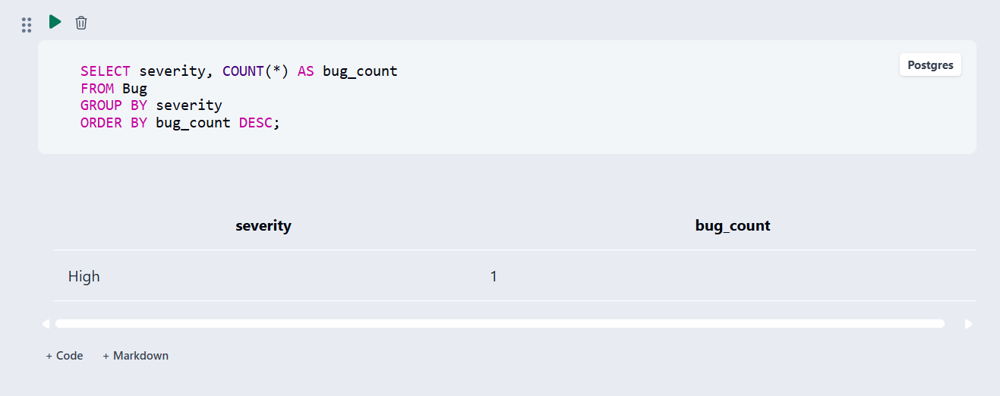 SELECT severity, COUNT(*) AS bug_count
FROM Bug
GROUP BY severity
ORDER BY bug_count DESC;
Postgres
severity bug_count
High 1
+ Code + Markdown